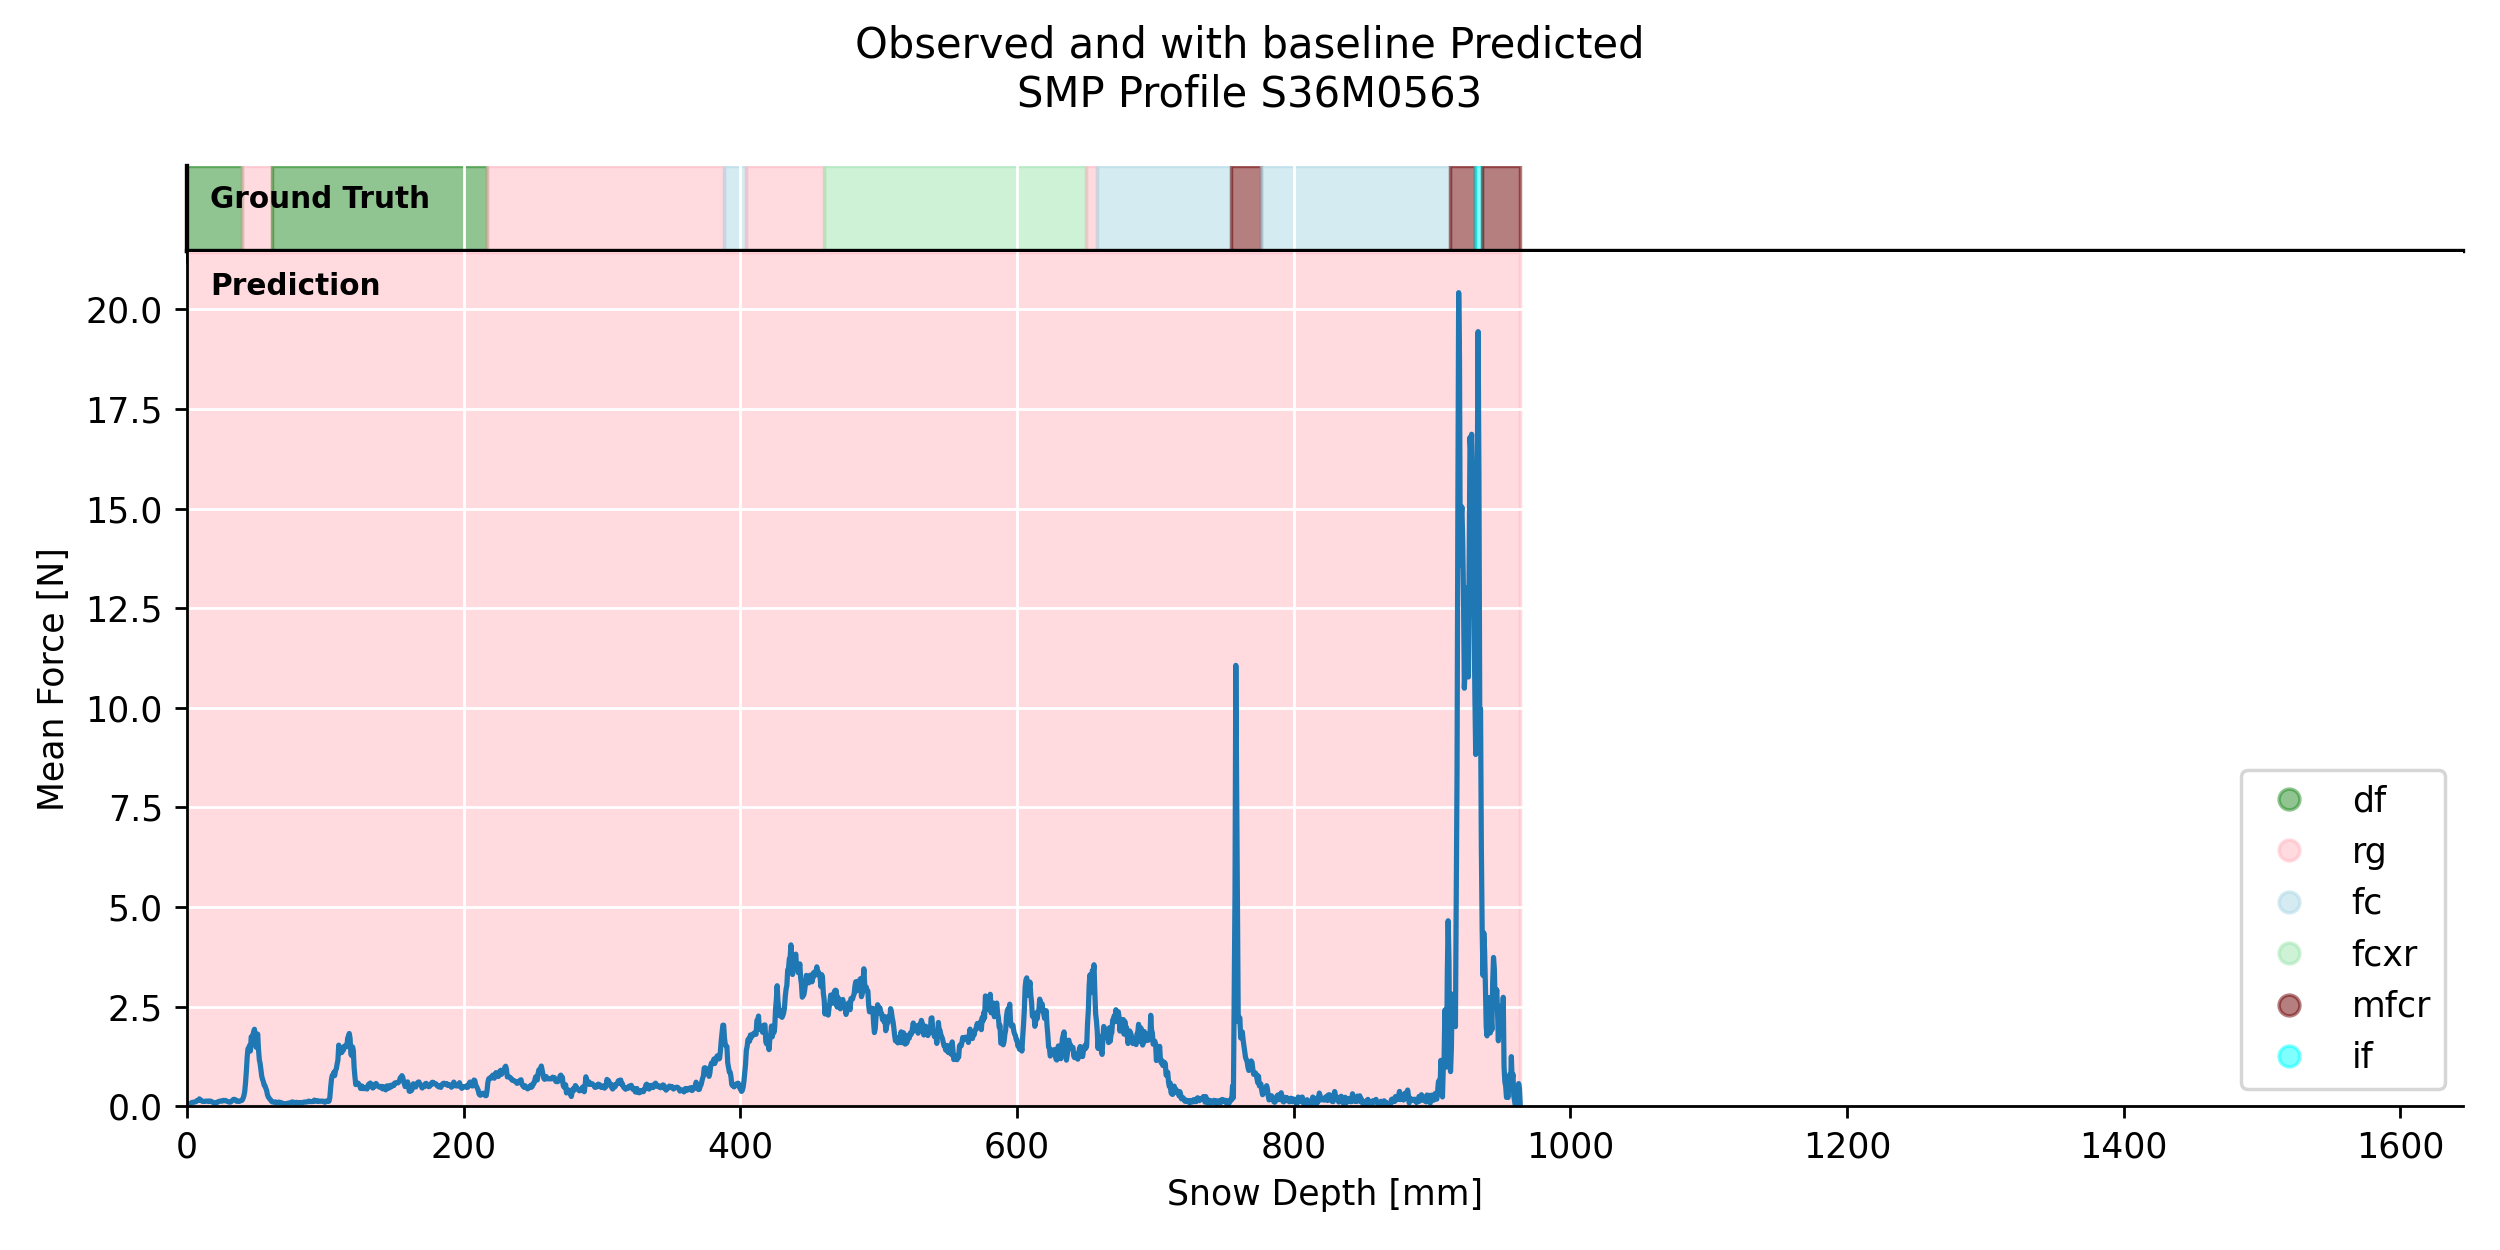 Observed and with baseline Predicted
SMP Profile S36M0563
Ground Truth
Prediction
20.0
17.5
15.0
12.5
10.0
7.5
5.0
2.5
0.0
Mean Force [N]
0 200 400 600 800 1000 1200 1400 1600
Snow Depth [mm]
df
rg
fc
fcxr
mfcr
if